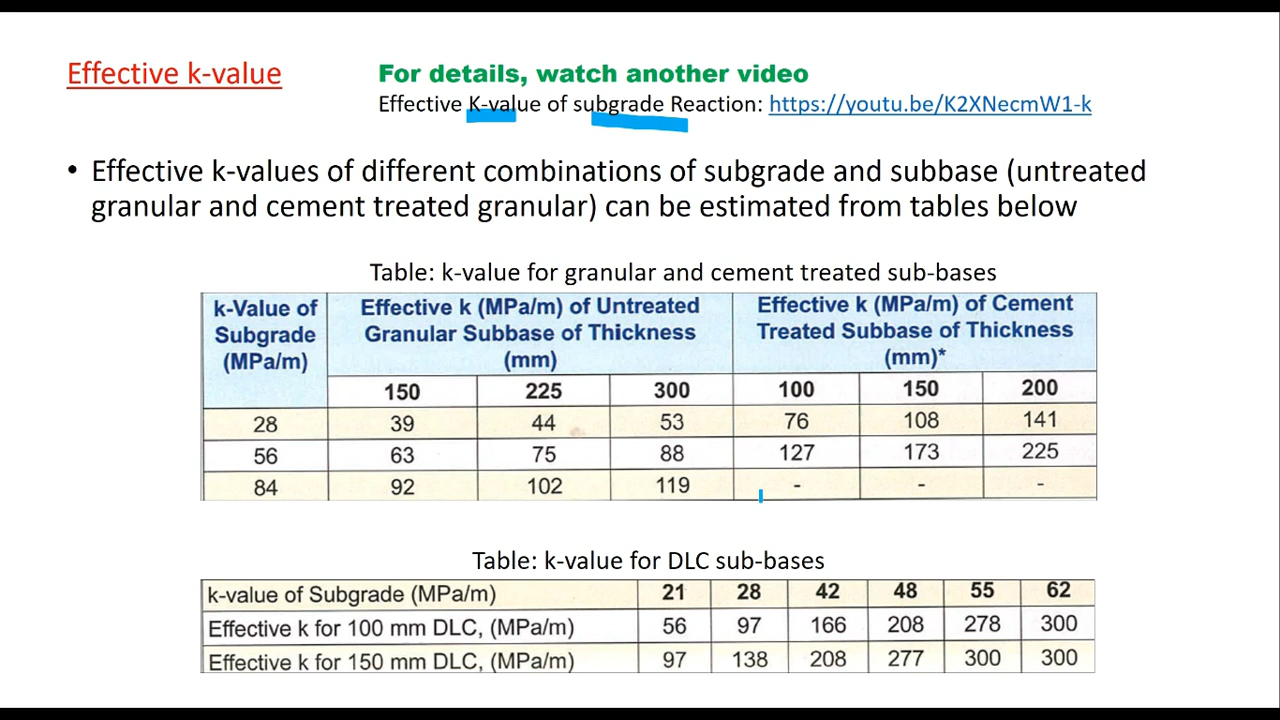 Effective k-value
For details, watch another video
Effective K-value of subgrade Reaction: https://youtu.be/K2XNecmW1-k
• Effective k-values of different combinations of subgrade and subbase (untreated
granular and cement treated granular) can be estimated from tables below
Table: k-value for granular and cement treated sub-bases
k-Value of Subgrade (MPa/m) Effective k (MPa/m) of Untreated Granular Subbase of Thickness (mm) Effective k (MPa/m) of Cement Treated Subbase of Thickness (mm)*
150 225 300 100 150 200
28 39 44 53 76 108 141
56 63 75 88 127 173 225
84 92 102 119 - - -
Table: k-value for DLC sub-bases
k-value of Subgrade (MPa/m) 21 28 42 48 55 62
Effective k for 100 mm DLC, (MPa/m) 56 97 166 208 278 300
Effective k for 150 mm DLC, (MPa/m) 97 138 208 277 300 300